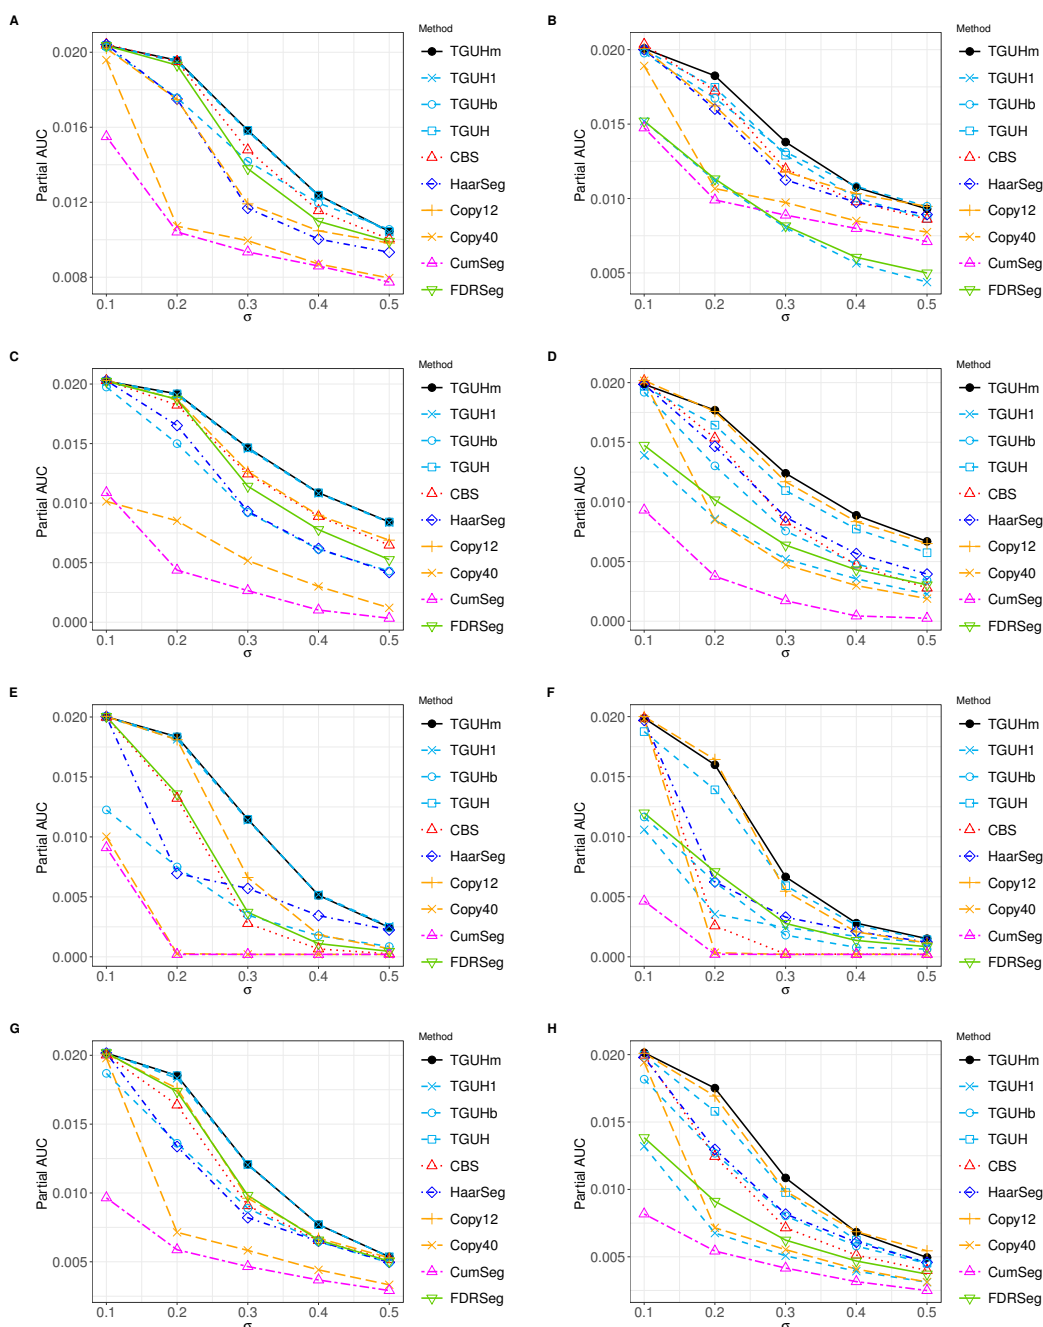 A
Partial AUC
0.020
0.016
0.012
0.008
0.1 0.2 0.3 0.4 0.5
σ
Method
TGUHm
TGUH1
TGUHb
TGUH
CBS
HaarSeg
Copy12
Copy40
CumSeg
FDRSeg
B
Partial AUC
0.020
0.015
0.010
0.005
0.1 0.2 0.3 0.4 0.5
σ
Method
TGUHm
TGUH1
TGUHb
TGUH
CBS
HaarSeg
Copy12
Copy40
CumSeg
FDRSeg
C
Partial AUC
0.020
0.015
0.010
0.005
0.000
0.1 0.2 0.3 0.4 0.5
σ
Method
TGUHm
TGUH1
TGUHb
TGUH
CBS
HaarSeg
Copy12
Copy40
CumSeg
FDRSeg
D
Partial AUC
0.020
0.015
0.010
0.005
0.000
0.1 0.2 0.3 0.4 0.5
σ
Method
TGUHm
TGUH1
TGUHb
TGUH
CBS
HaarSeg
Copy12
Copy40
CumSeg
FDRSeg
E
Partial AUC
0.020
0.015
0.010
0.005
0.000
0.1 0.2 0.3 0.4 0.5
σ
Method
TGUHm
TGUH1
TGUHb
TGUH
CBS
HaarSeg
Copy12
Copy40
CumSeg
FDRSeg
F
Partial AUC
0.020
0.015
0.010
0.005
0.000
0.1 0.2 0.3 0.4 0.5
σ
Method
TGUHm
TGUH1
TGUHb
TGUH
CBS
HaarSeg
Copy12
Copy40
CumSeg
FDRSeg
G
Partial AUC
0.020
0.015
0.010
0.005
0.1 0.2 0.3 0.4 0.5
σ
Method
TGUHm
TGUH1
TGUHb
TGUH
CBS
HaarSeg
Copy12
Copy40
CumSeg
FDRSeg
H
Partial AUC
0.020
0.015
0.010
0.005
0.1 0.2 0.3 0.4 0.5
σ
Method
TGUHm
TGUH1
TGUHb
TGUH
CBS
HaarSeg
Copy12
Copy40
CumSeg
FDRSeg